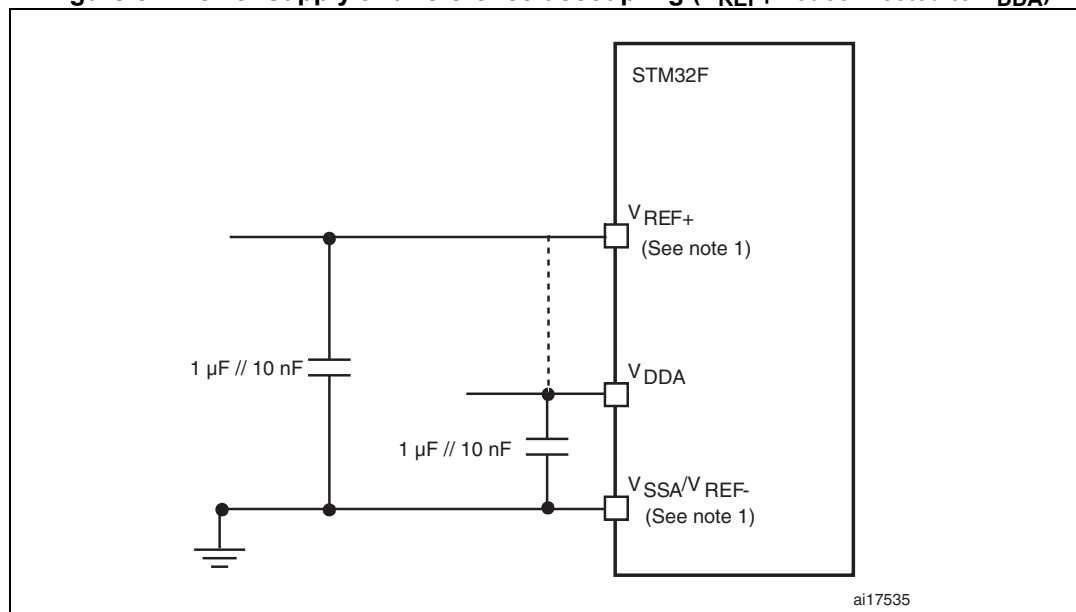 STM32F
VREF+
(See note 1)
1 µF // 10 nF
VDDA
1 µF // 10 nF
VSSA/VREF-
(See note 1)
ai17535